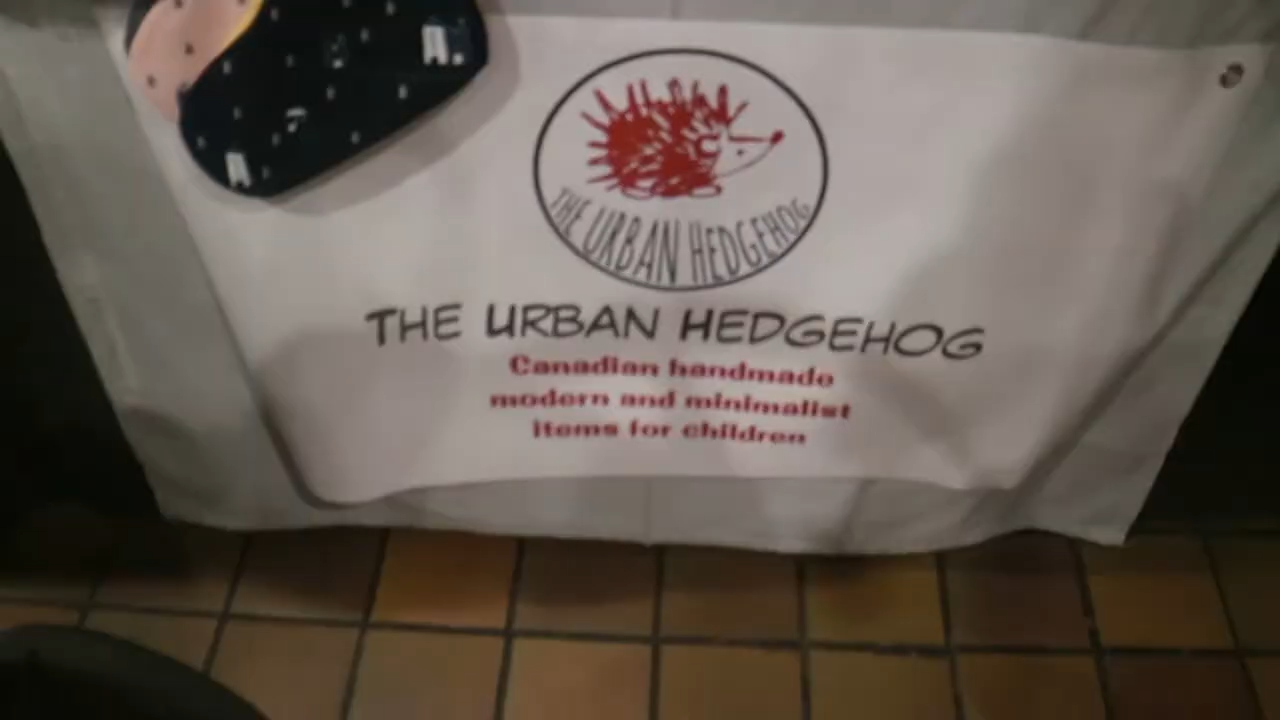 THE URBAN HEDGEHOG
THE URBAN HEDGEHOG
Canadian handmade
modern and minimalist
items for children